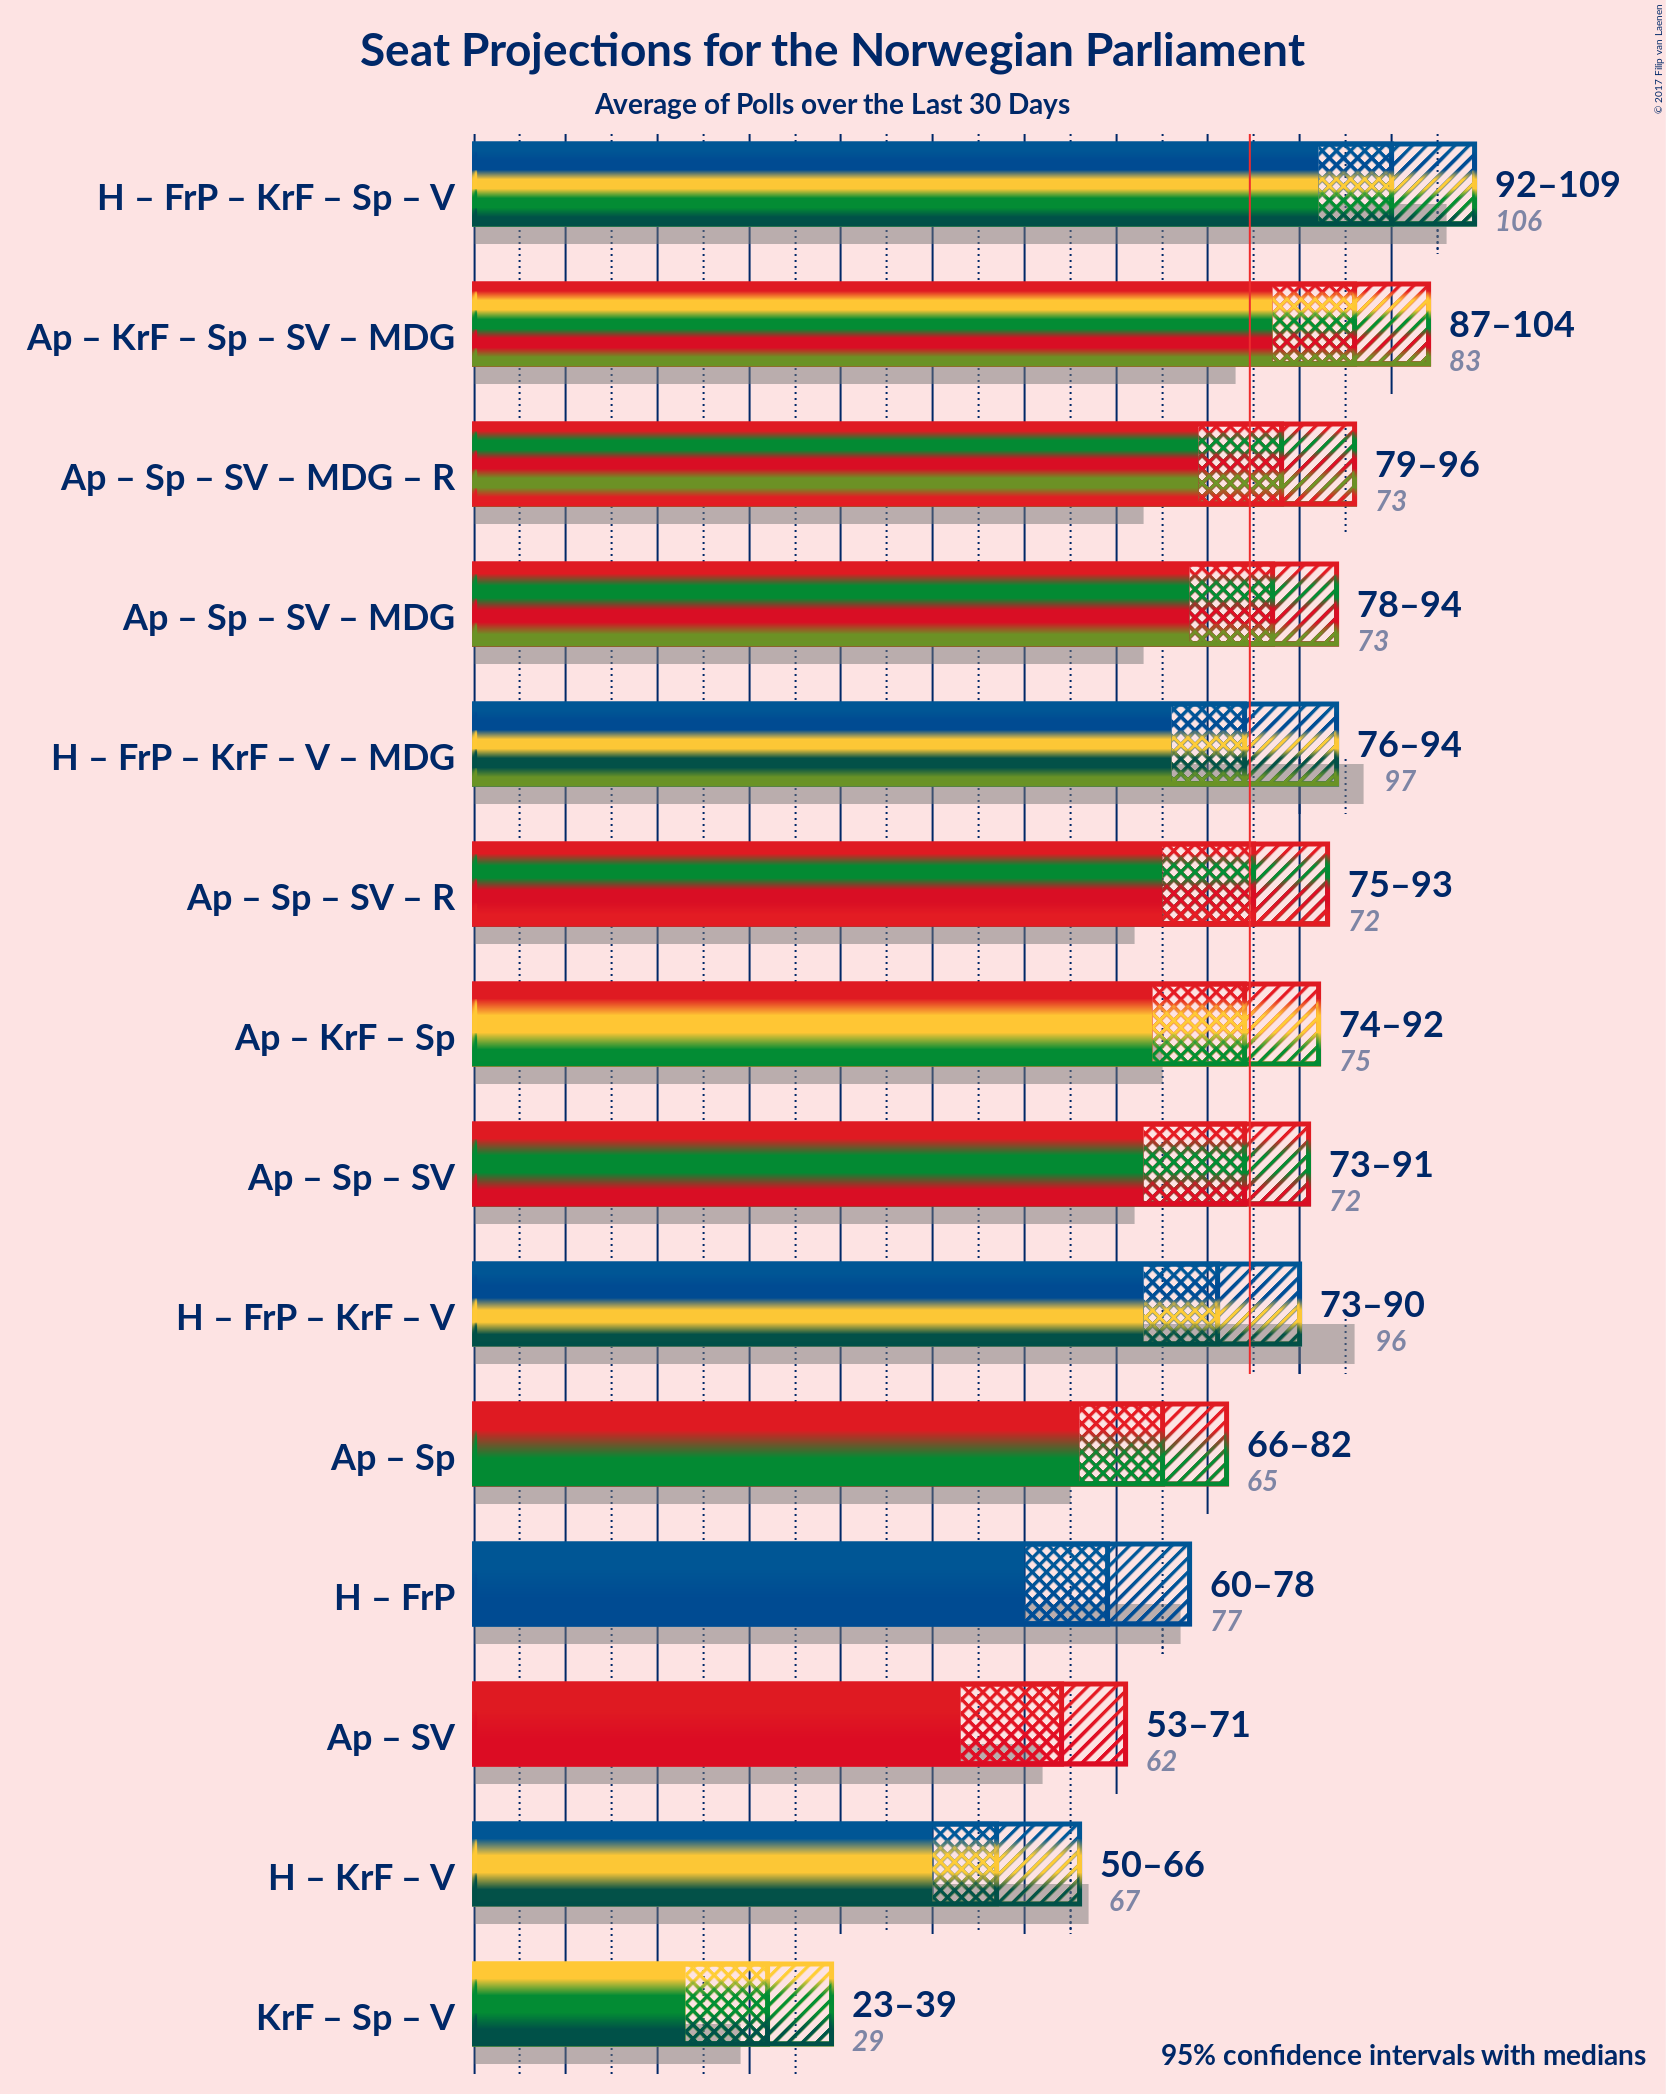 Seat Projections for the Norwegian Parliament
Average of Polls over the Last 30 Days
© 2017 Filip van Laenen
H – FrP – KrF – Sp – V
92–109
106
Ap – KrF – Sp – SV – MDG
87–104
83
Ap – Sp – SV – MDG – R
79–96
73
Ap – Sp – SV – MDG
78–94
73
H – FrP – KrF – V – MDG
76–94
97
Ap – Sp – SV – R
75–93
72
Ap – KrF – Sp
74–92
75
Ap – Sp – SV
73–91
72
H – FrP – KrF – V
73–90
96
Ap – Sp
66–82
65
H – FrP
60–78
77
Ap – SV
53–71
62
H – KrF – V
50–66
67
KrF – Sp – V
23–39
29
95% confidence intervals with medians